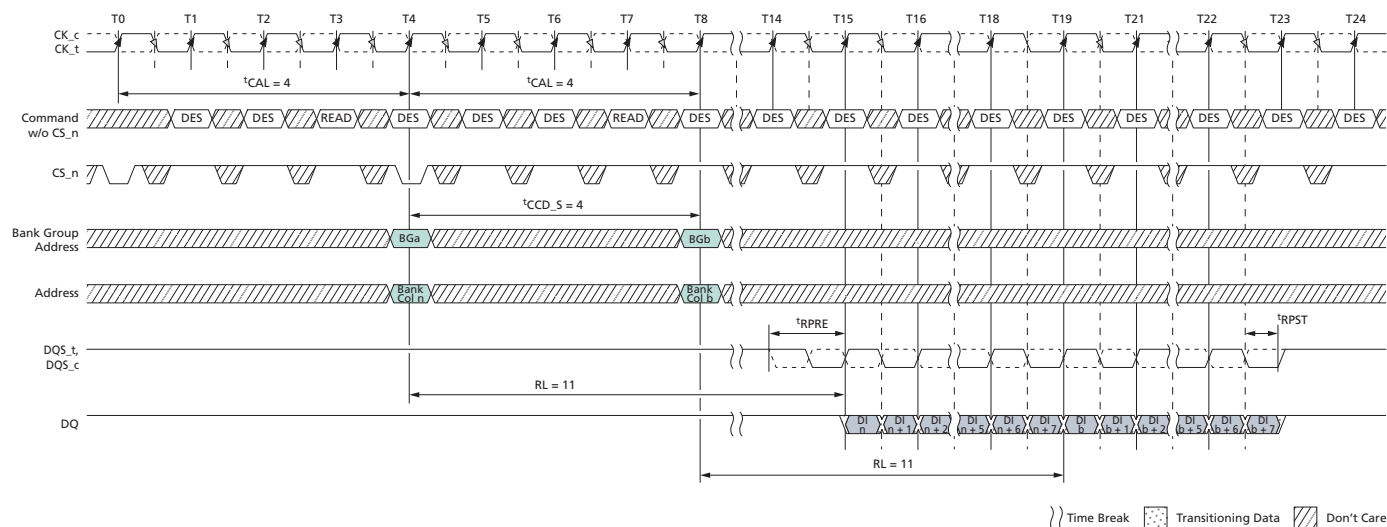 T0 T1 T2 T3 T4 T5 T6 T7 T8 T14 T15 T16 T18 T19 T21 T22 T23 T24
CK_c
CK_t
tCAL = 4 tCAL = 4
Command w/o CS_n DES DES READ DES DES DES READ DES DES DES DES DES DES DES DES DES DES
CS_n
tCCD_S = 4
Bank Group Address BGa BGb
Address Bank Col n Bank Col b
tRPRE tRPST
DQS_t, DQS_c
RL = 11
DQ DI n DI n + 1 DI n + 2 DI n + 5 DI n + 6 DI n + 7 DI b DI b + 1 DI b + 2 DI b + 5 DI b + 6 DI b + 7
RL = 11
Time Break Transitioning Data Don't Care